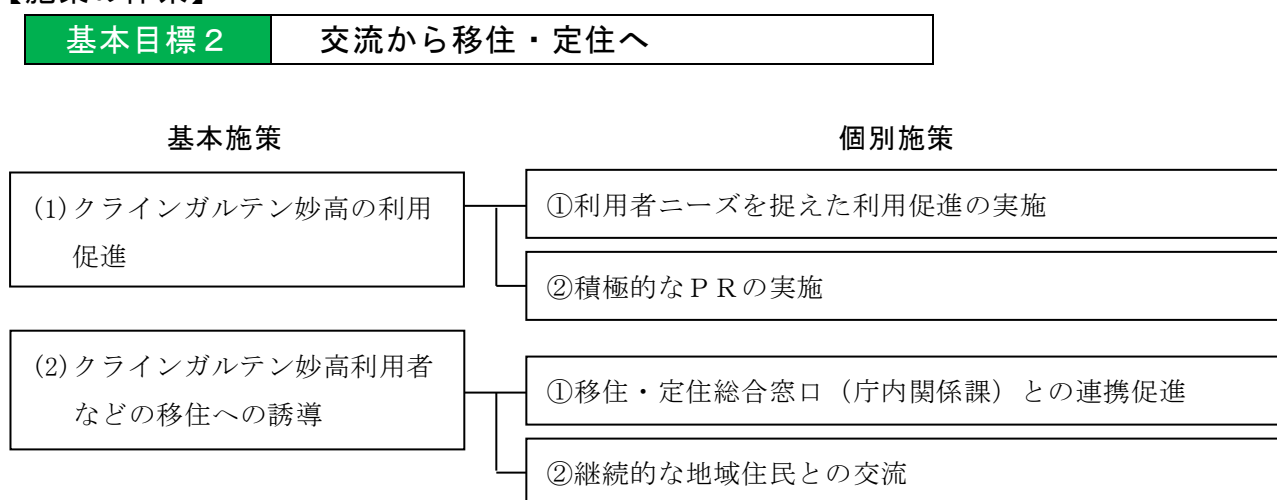 基本目標２ 交流から移住・定住へ
基本施策 個別施策
(1)クラインガルテン妙高の利用
促進
①利用者ニーズを捉えた利用促進の実施
②積極的なＰＲの実施
(2)クラインガルテン妙高利用者
などの移住への誘導
①移住・定住総合窓口（庁内関係課）との連携促進
②継続的な地域住民との交流